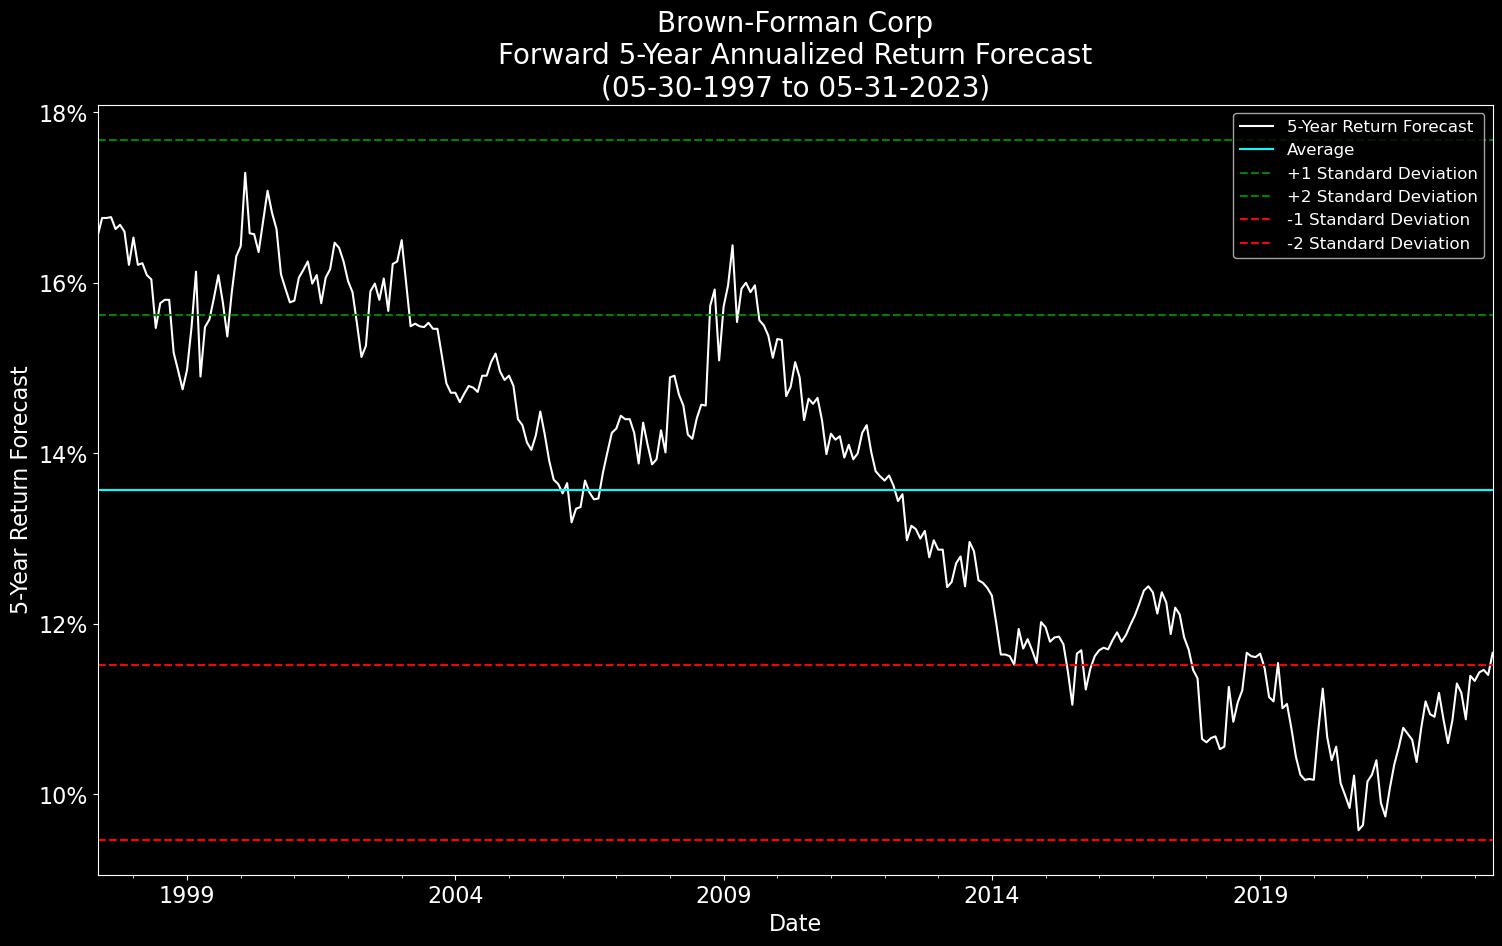 Brown-Forman Corp
Forward 5-Year Annualized Return Forecast
(05-30-1997 to 05-31-2023)
18%
16%
14%
12%
10%
5-Year Return Forecast
5-Year Return Forecast
Average
+1 Standard Deviation
+2 Standard Deviation
-1 Standard Deviation
-2 Standard Deviation
1999 2004 2009 2014 2019
Date